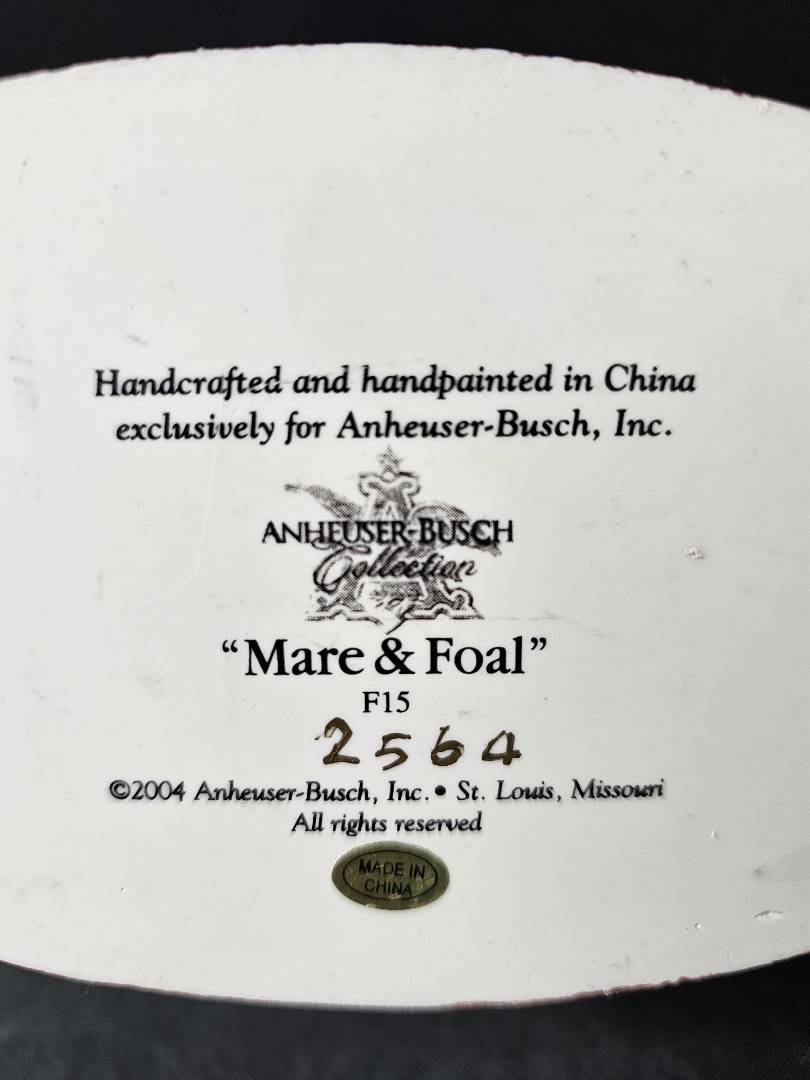 Handcrafted and handpainted in China
exclusively for Anheuser-Busch, Inc.
ANHEUSER-BUSCH
Collection
“Mare & Foal”
F15
2564
©2004 Anheuser-Busch, Inc.• St. Louis, Missouri
All rights reserved
MADE IN
CHINA